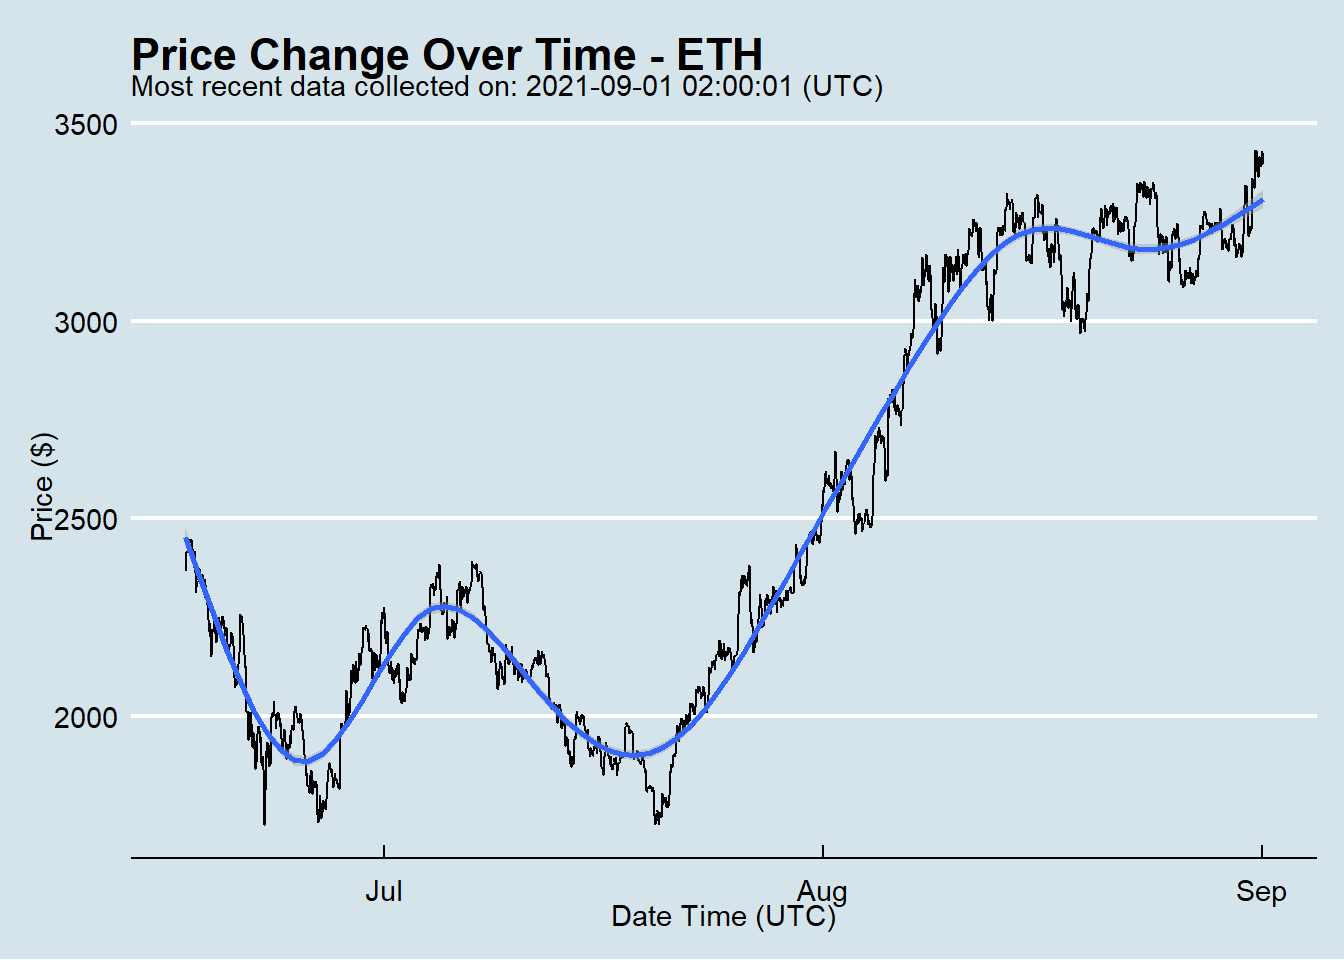 Price Change Over Time - ETH
Most recent data collected on: 2021-09-01 02:00:01 (UTC)
3500
3000
2500
2000
Price ($)
Jul
Aug
Sep
Date Time (UTC)